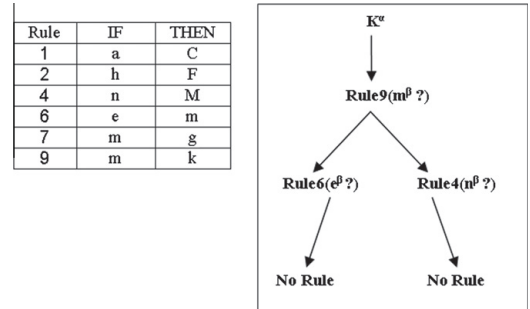 Rule IF THEN
1 a C
2 h F
4 n M
6 e m
7 m g
9 m k
K^α
Rule9(m^β ?)
Rule6(e^β ?) Rule4(n^β ?)
No Rule No Rule